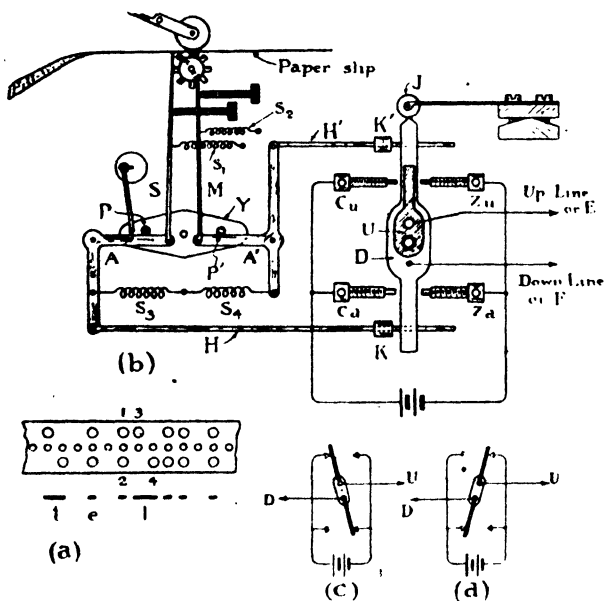 Paper slip
J
S₂
H'
K'
S₁
S
M
Cu
Zu
Up Line
or E
P
Y
U
D
A
P'
A'
Down Line
or E
S₃
S₄
Cd
Zd
(b)
H
K
1 3
2 4
t e l
(a)
D
U
D
U
(c)
(d)